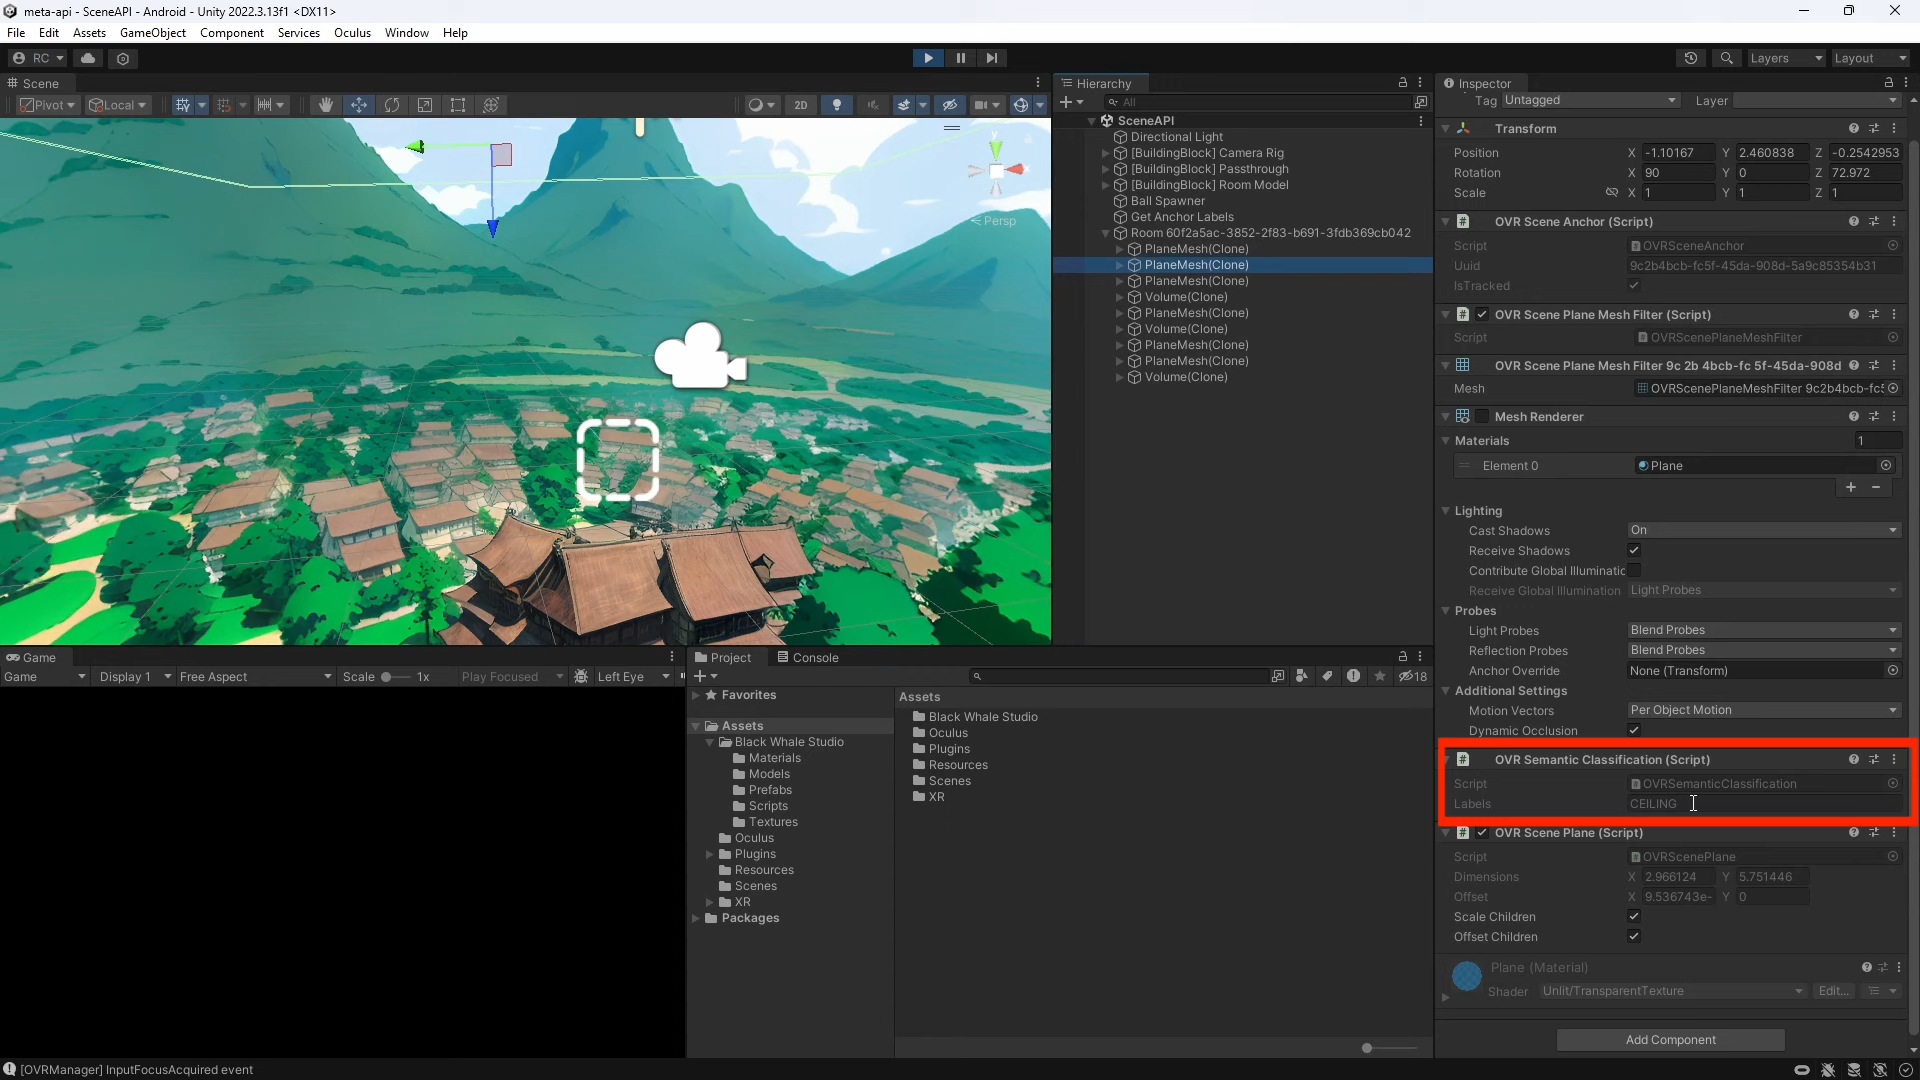 meta-api - SceneAPI - Android - Unity 2022.3.13f1 <DX11>
File Edit Assets GameObject Component Services Oculus Window Help
RC
Layers Layout
Scene
Pivot Local 2D
Persp
Hierarchy
All
SceneAPI
Directional Light
[BuildingBlock] Camera Rig
[BuildingBlock] Passthrough
[BuildingBlock] Room Model
Ball Spawner
Get Anchor Labels
Room 60f2a5ac-3852-2f83-b691-3fdb369cb042
PlaneMesh(Clone)
PlaneMesh(Clone)
PlaneMesh(Clone)
Volume(Clone)
PlaneMesh(Clone)
Volume(Clone)
PlaneMesh(Clone)
PlaneMesh(Clone)
Volume(Clone)
Inspector
Tag Untagged Layer
Transform
Position X -1.10167 Y 2.460838 Z -0.2542953
Rotation X 90 Y 0 Z 72.972
Scale X 1 Y 1 Z 1
OVR Scene Anchor (Script)
Script OVRSceneAnchor
Uuid 9c2b4bcb-fc5f-45da-908d-5a9c85354b31
IsTracked
OVR Scene Plane Mesh Filter (Script)
Script OVRScenePlaneMeshFilter
OVR Scene Plane Mesh Filter 9c 2b 4bcb-fc 5f-45da-908d
Mesh OVRScenePlaneMeshFilter 9c2b4bcb-fc5
Mesh Renderer
Materials 1
Element 0 Plane
Lighting
Cast Shadows On
Receive Shadows
Contribute Global Illuminatic
Receive Global Illumination Light Probes
Probes
Light Probes Blend Probes
Reflection Probes Blend Probes
Anchor Override None (Transform)
Additional Settings
Motion Vectors Per Object Motion
Dynamic Occlusion
OVR Semantic Classification (Script)
Script OVRSemanticClassification
Labels CEILING
OVR Scene Plane (Script)
Script OVRScenePlane
Dimensions X 2.966124 Y 5.751446
Offset X 9.536743e- Y 0
Scale Children
Offset Children
Plane (Material)
Shader Unlit/TransparentTexture Edit...
Add Component
Game
Game Display 1 Free Aspect Scale 1x Play Focused Left Eye
Project Console
18
Favorites
Assets
Black Whale Studio
Materials
Models
Prefabs
Scripts
Textures
Oculus
Plugins
Resources
Scenes
XR
Packages
Assets
Black Whale Studio
Oculus
Plugins
Resources
Scenes
XR
[OVRManager] InputFocusAcquired event